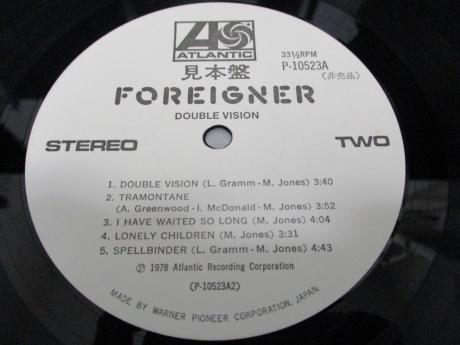 ATLANTIC
33⅓RPM
P-10523A
見本盤
(非売品)
FOREIGNER
DOUBLE VISION
STEREO
TWO
1. DOUBLE VISION (L. Gramm-M. Jones) 3:40
2. TRAMONTANE
(A. Greenwood-I. McDonald-M. Jones) 3:52
3. I HAVE WAITED SO LONG (M. Jones) 4:04
4. LONELY CHILDREN (M. Jones) 3:31
5. SPELLBINDER (L. Gramm-M. Jones) 4:43
℗ 1978 Atlantic Recording Corporation
(P-10523A2)
MADE BY WARNER PIONEER CORPORATION, JAPAN.